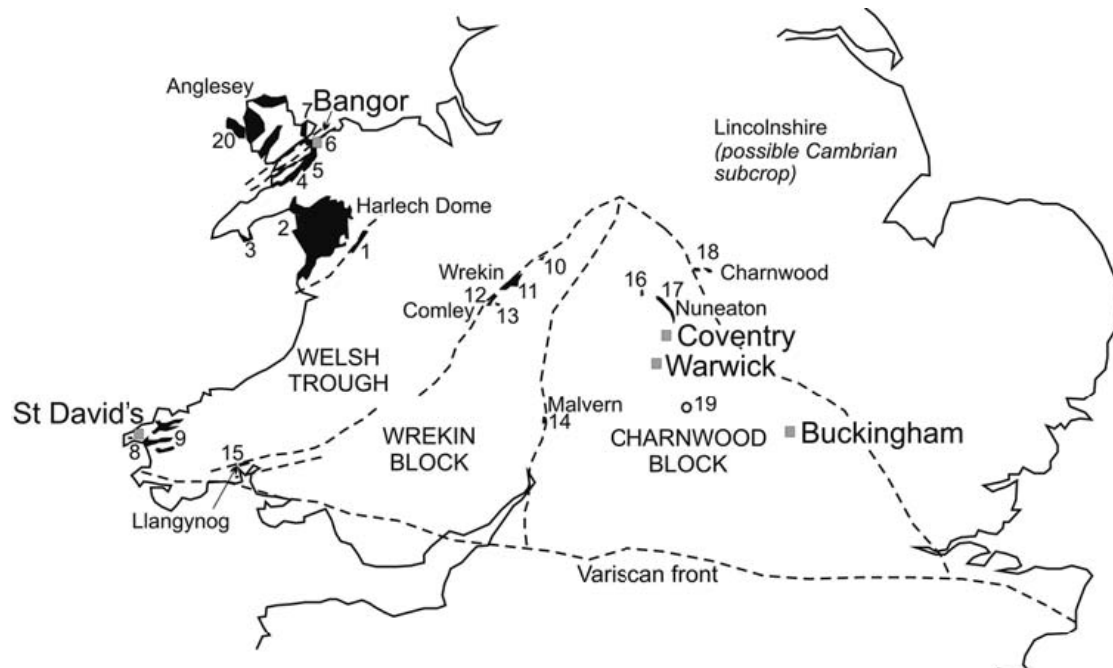 Anglesey
7
Bangor
20
6
5
4
Lincolnshire
(possible Cambrian
subcrop)
Harlech Dome
2
3
1
18
Charnwood
10
Wrekin
11
12
Comley
13
16
17
Nuneaton
Coventry
Warwick
WELSH
TROUGH
St David's
8
9
Malvern
14
19
WREKIN
BLOCK
CHARNWOOD
BLOCK
Buckingham
15
Llangynog
Variscan front